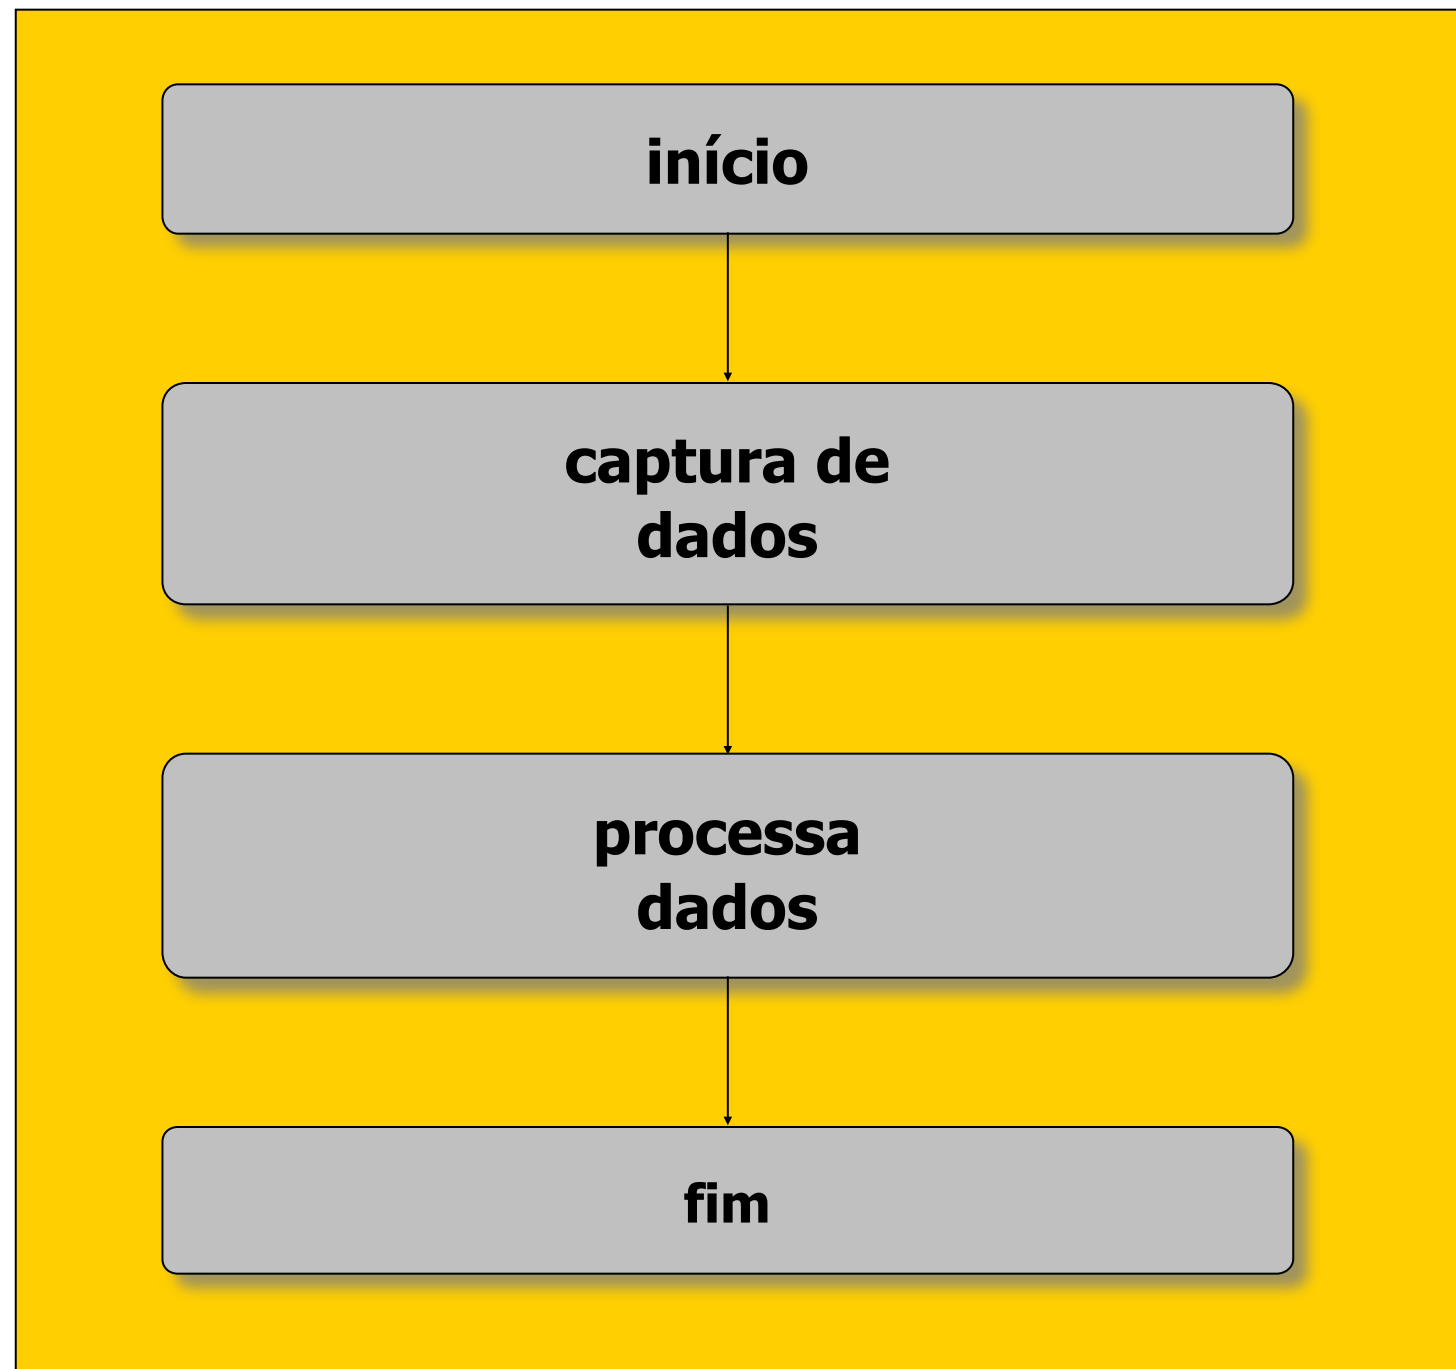 início
captura de
dados
processa
dados
fim